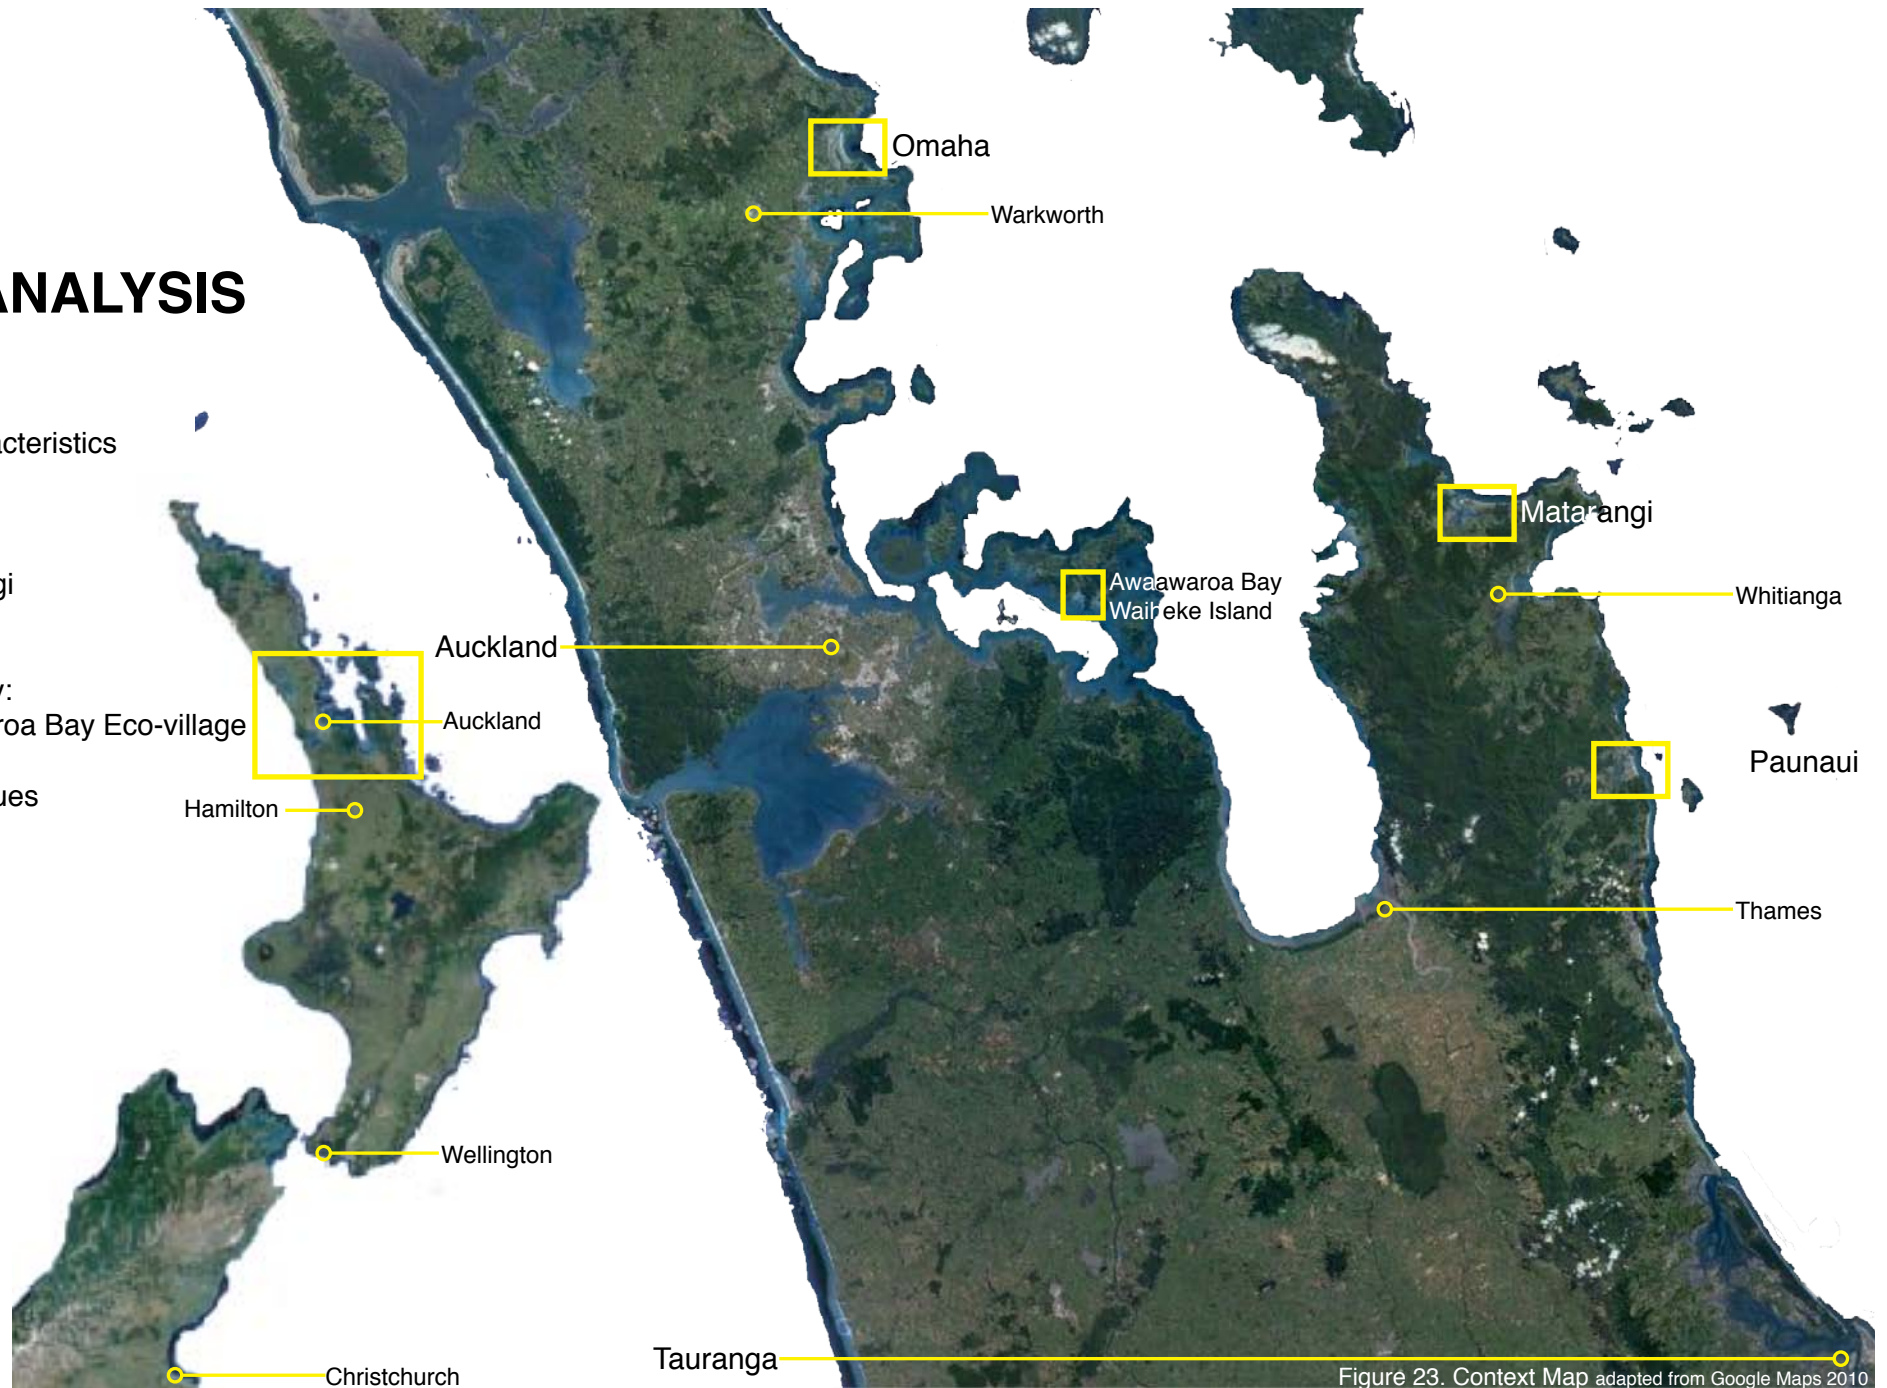 ANALYSIS
cteristics
gi
y:
roa Bay Eco-village
ues
Omaha
Warkworth
Matarangi
Awaawaroa Bay
Waiheke Island
Whitianga
Auckland
Auckland
Paunaui
Hamilton
Thames
Wellington
Tauranga
Christchurch
Figure 23. Context Map adapted from Google Maps 2010